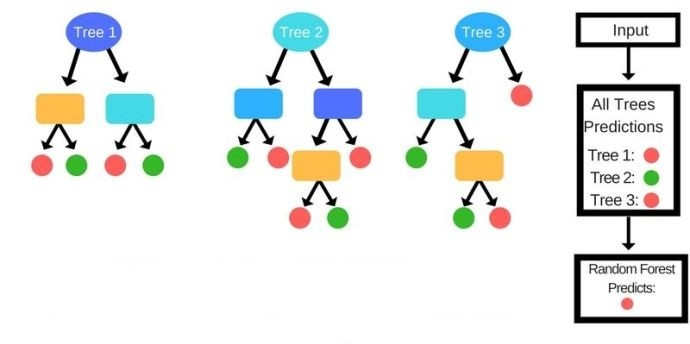 Tree 1
Tree 2
Tree 3
Input
All Trees
Predictions
Tree 1:
Tree 2:
Tree 3:
Random Forest
Predicts: